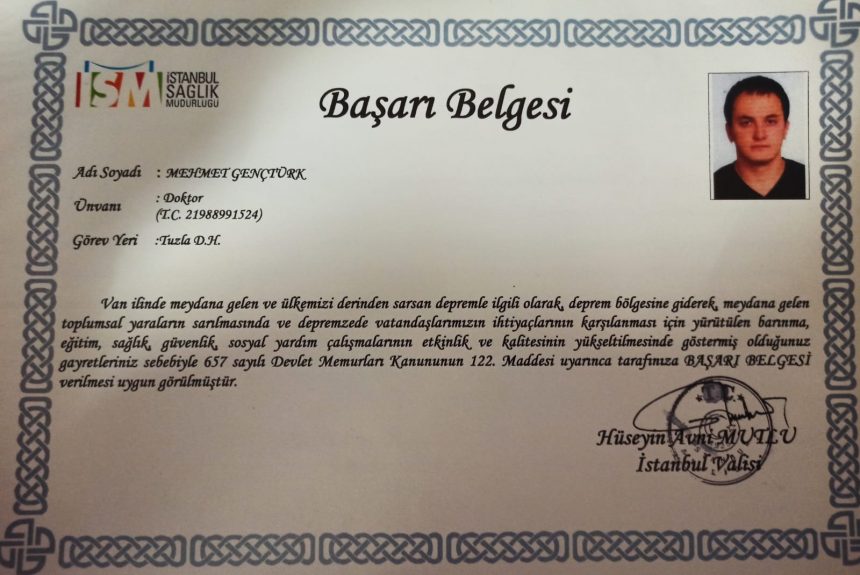 İSM İSTANBUL
SAĞLIK
MÜDÜRLÜĞÜ
Başarı Belgesi
Adı Soyadı : MEHMET GENÇTÜRK
Ünvanı : Doktor
(T.C. 21988991524)
Görev Yeri :Tuzla D.H.
Van ilinde meydana gelen ve ülkemizi derinden sarsan depremle ilgili olarak, deprem bölgesine giderek, meydana gelen
toplumsal yaraların sarılmasında ve depremzede vatandaşlarımızın ihtiyaçlarının karşılanması için yürütülen barınma,
eğitim, sağlık, güvenlik, sosyal yardım çalışmalarının etkinlik ve kalitesinin yükseltilmesinde göstermiş olduğunuz
gayretleriniz sebebiyle 657 sayılı Devlet Memurları Kanununun 122. Maddesi uyarınca tarafınıza BAŞARI BELGESİ
verilmesi uygun görülmüştür.
Hüseyin Avni MUTLU
İstanbul Valisi